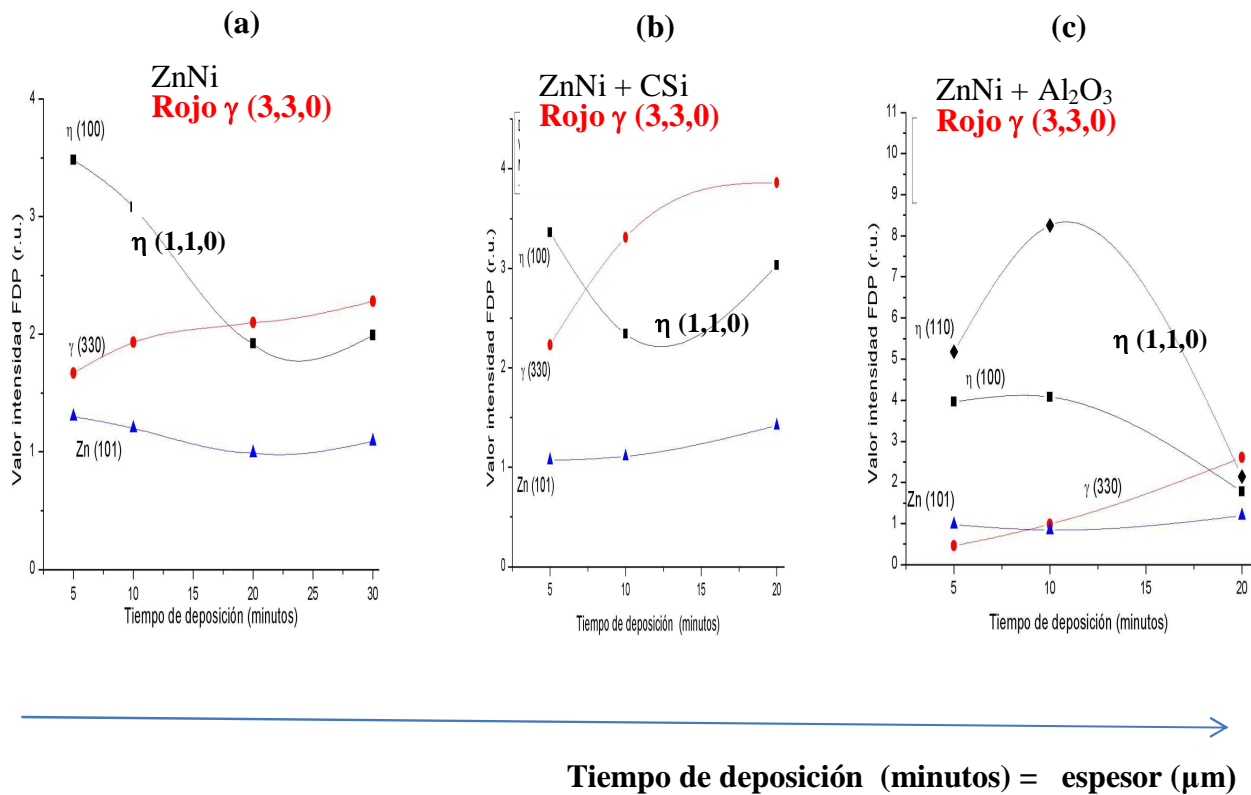 (a)
ZnNi
Rojo γ (3,3,0)
4
3
2
1
0
Valor intensidad FDP (r.u.)
η (100)
η (1,1,0)
γ (330)
Zn (101)
5 10 15 20 25 30
Tiempo de deposición (minutos)
(b)
ZnNi + CSi
Rojo γ (3,3,0)
4
3
2
1
0
Valor intensidad FDP (r.u.)
η (100)
η (1,1,0)
γ (330)
Zn (101)
5 10 15 20
Tiempo de deposición (minutos)
(c)
ZnNi + Al₂O₃
Rojo γ (3,3,0)
11
10
9
8
7
6
5
4
3
2
1
0
Valor intensidad FDP (r.u.)
η (110)
η (1,1,0)
η (100)
γ (330)
Zn (101)
5 10 15 20
Tiempo de deposición (minutos)
Tiempo de deposición (minutos) = espesor (µm)